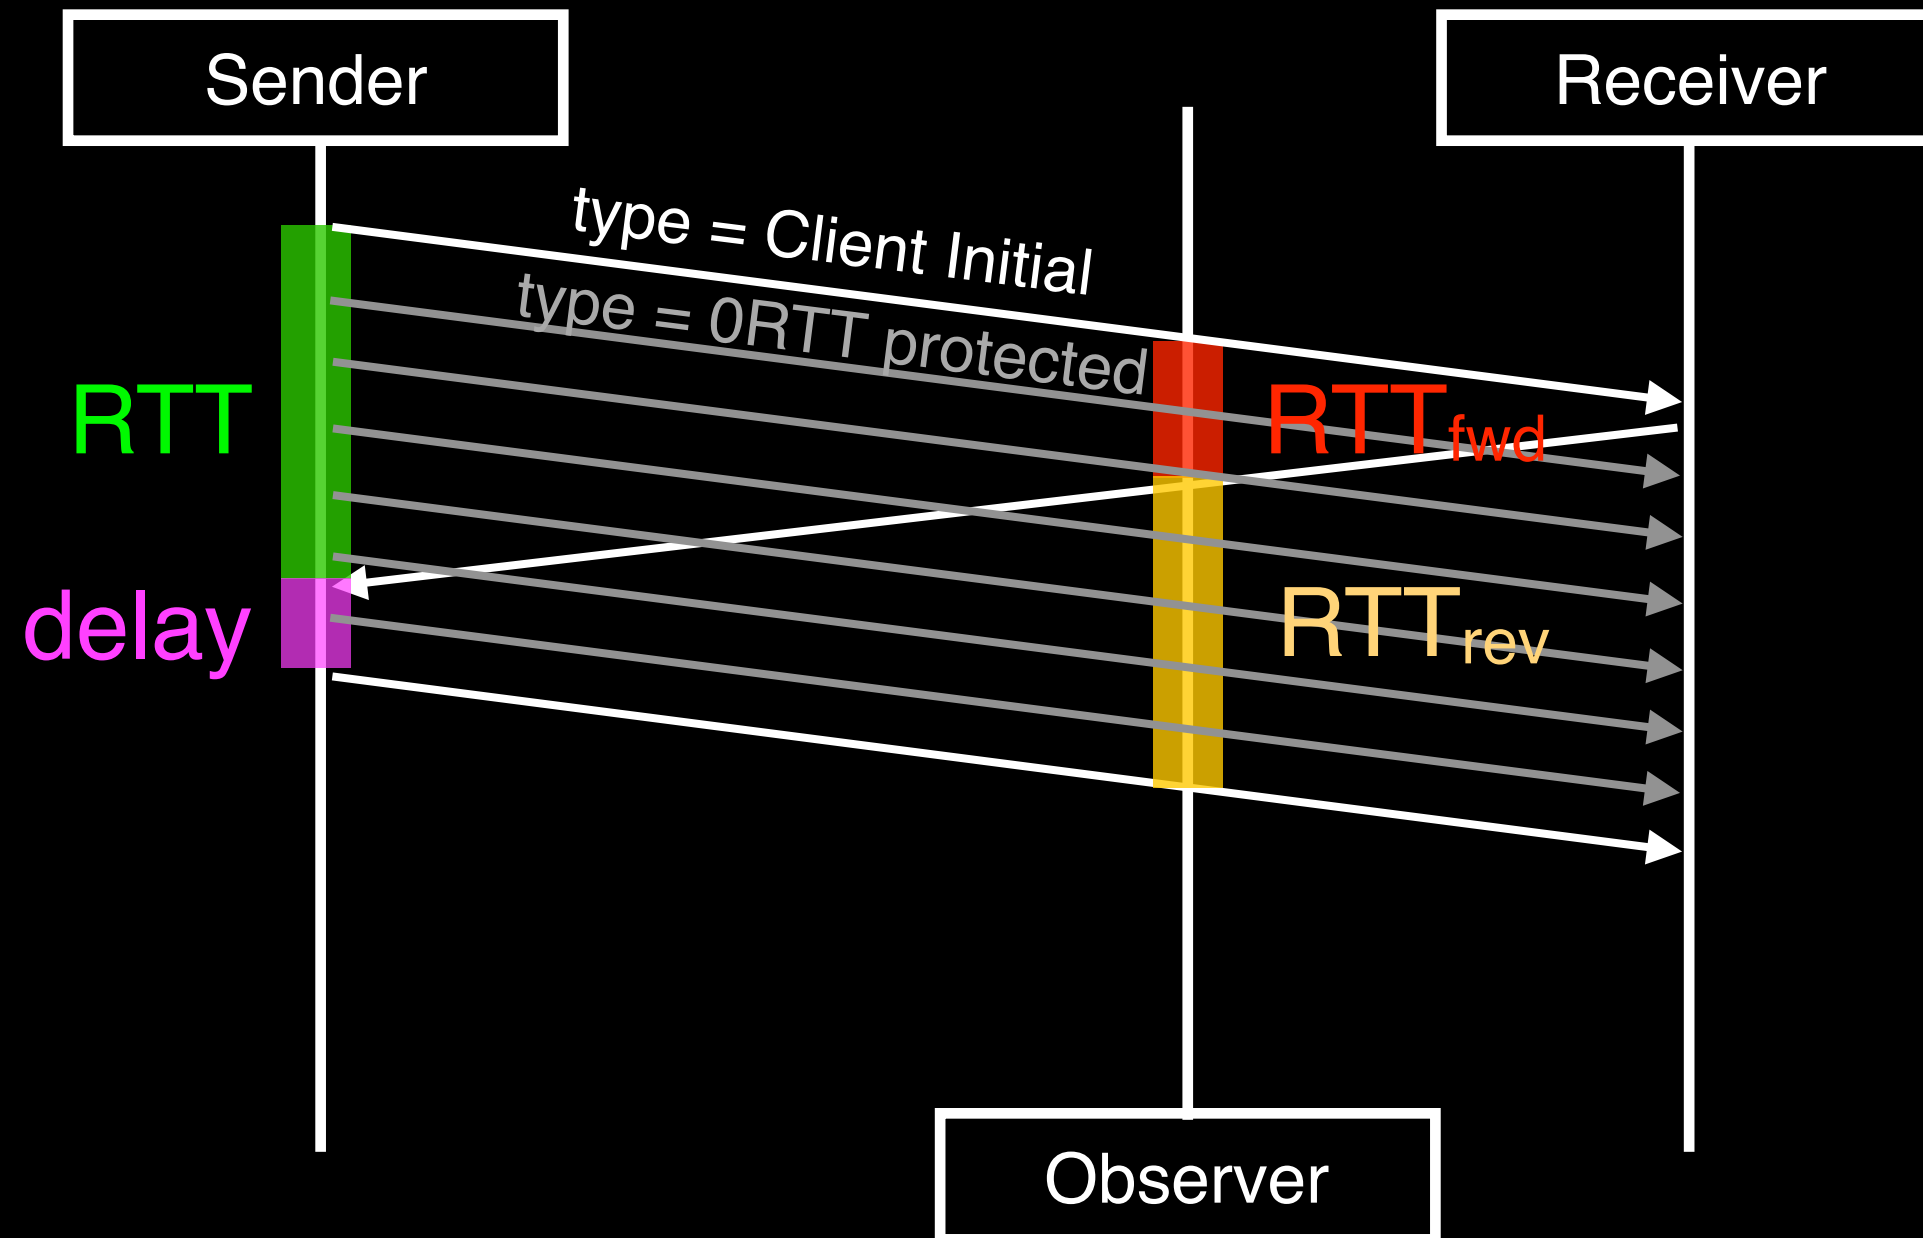 Sender
Receiver
type = Client Initial
type = 0RTT protected
RTT
RTTfwd
delay
RTTrev
Observer